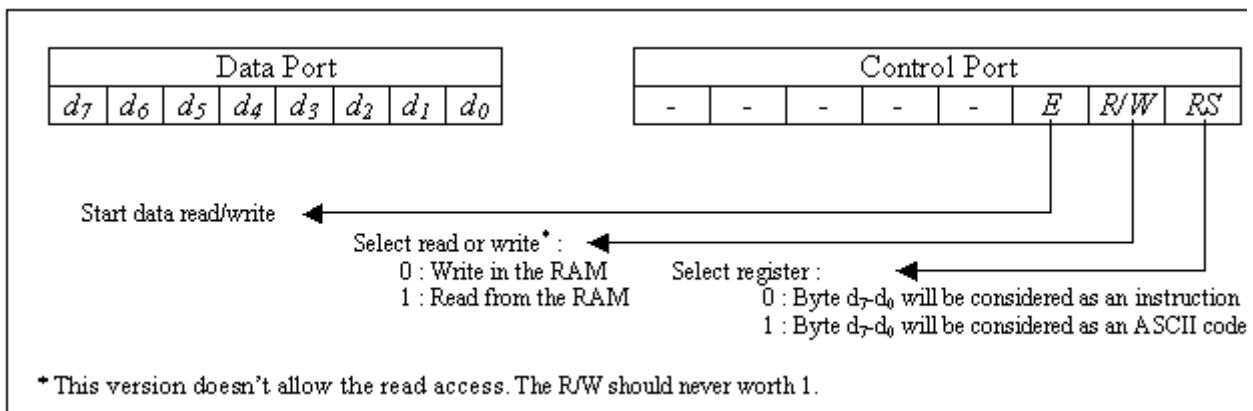 Data Port
d7 d6 d5 d4 d3 d2 d1 d0
Control Port
- - - - - E R/W RS
Start data read/write
Select read or write* :
0 : Write in the RAM
1 : Read from the RAM
Select register :
0 : Byte d7-d0 will be considered as an instruction
1 : Byte d7-d0 will be considered as an ASCII code
* This version doesn't allow the read access. The R/W should never worth 1.